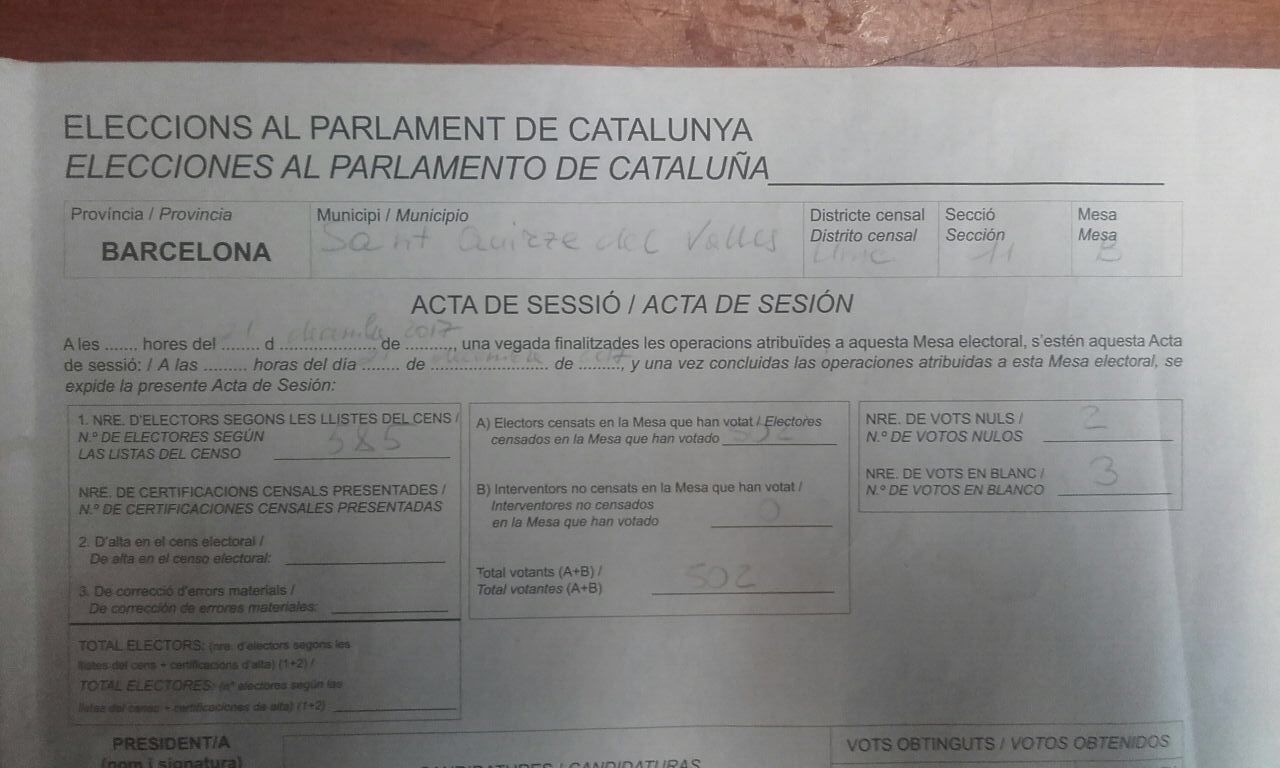 ELECCIONS AL PARLAMENT DE CATALUNYA
ELECCIONES AL PARLAMENTO DE CATALUÑA
Província / Provincia
BARCELONA
Municipi / Municipio
Sant Quirze del Valles
Districte censal
Distrito censal
Únic
Secció
Sección
11
Mesa
Mesa
B
ACTA DE SESSIÓ / ACTA DE SESIÓN
21 desembre 2017
A les ....... hores del ....... d ....................de ........., una vegada finalitzades les operacions atribuïdes a aquesta Mesa electoral, s'estén aquesta Acta
de sessió: / A las ......... horas del día ....... de ........................ de ........, y una vez concluidas las operaciones atribuidas a esta Mesa electoral, se
expide la presente Acta de Sesión:
1. NRE. D'ELECTORS SEGONS LES LLISTES DEL CENS /
N.º DE ELECTORES SEGÚN
LAS LISTAS DEL CENSO 585
NRE. DE CERTIFICACIONS CENSALS PRESENTADES /
N.º DE CERTIFICACIONES CENSALES PRESENTADAS
2. D'alta en el cens electoral /
De alta en el censo electoral:
3. De correcció d'errors materials /
De corrección de errores materiales:
TOTAL ELECTORS: (nre. d'electors segons les
llistes del cens + certificacions d'alta) (1+2) /
TOTAL ELECTORES: (nº electores según las
listas del censo + certificaciones de alta) (1+2)
A) Electors censats en la Mesa que han votat / Electores
censados en la Mesa que han votado 502
B) Interventors no censats en la Mesa que han votat /
Interventores no censados
en la Mesa que han votado 0
Total votants (A+B) /
Total votantes (A+B) 502
NRE. DE VOTS NULS /
N.º DE VOTOS NULOS 2
NRE. DE VOTS EN BLANC /
N.º DE VOTOS EN BLANCO 3
PRESIDENT/A
(nom i signatura)
CANDIDATURES / CANDIDATURAS
VOTS OBTINGUTS / VOTOS OBTENIDOS